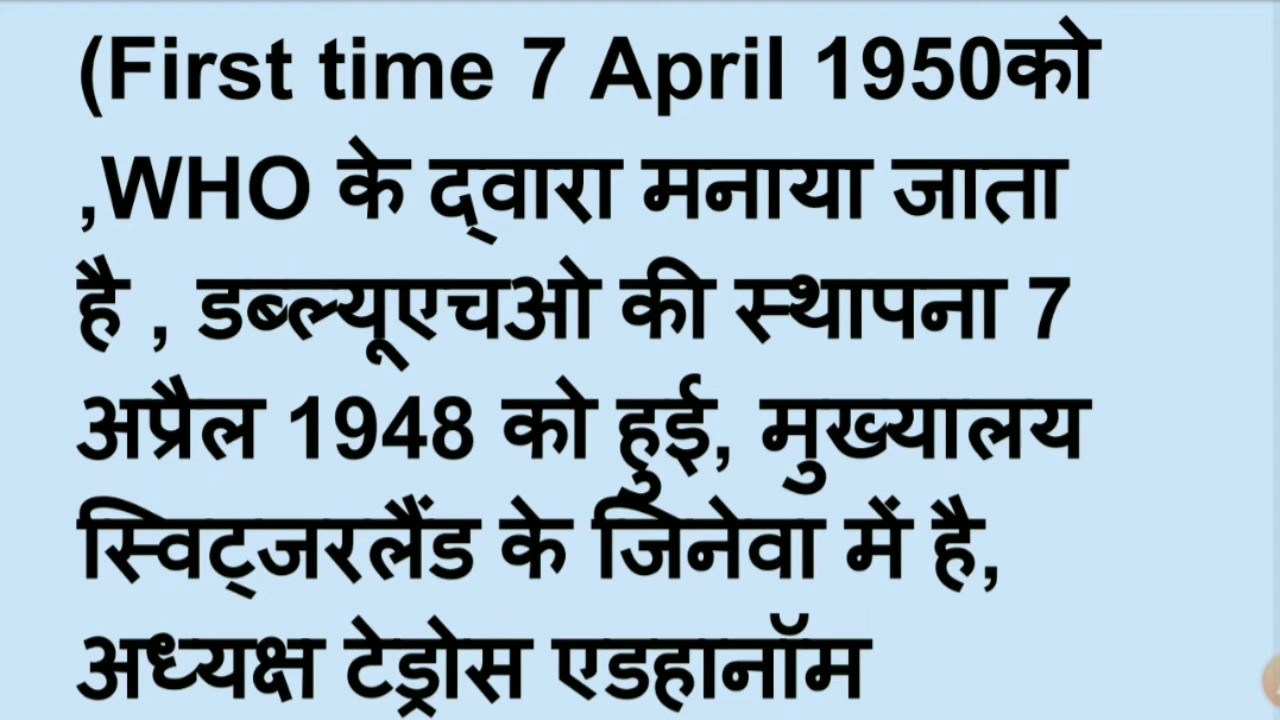 (First time 7 April 1950को
,WHO के द्वारा मनाया जाता
है , डब्ल्यूएचओ की स्थापना 7
अप्रैल 1948 को हुई, मुख्यालय
स्विट्जरलैंड के जिनेवा में है,
अध्यक्ष टेड्रोस एडहानॉम